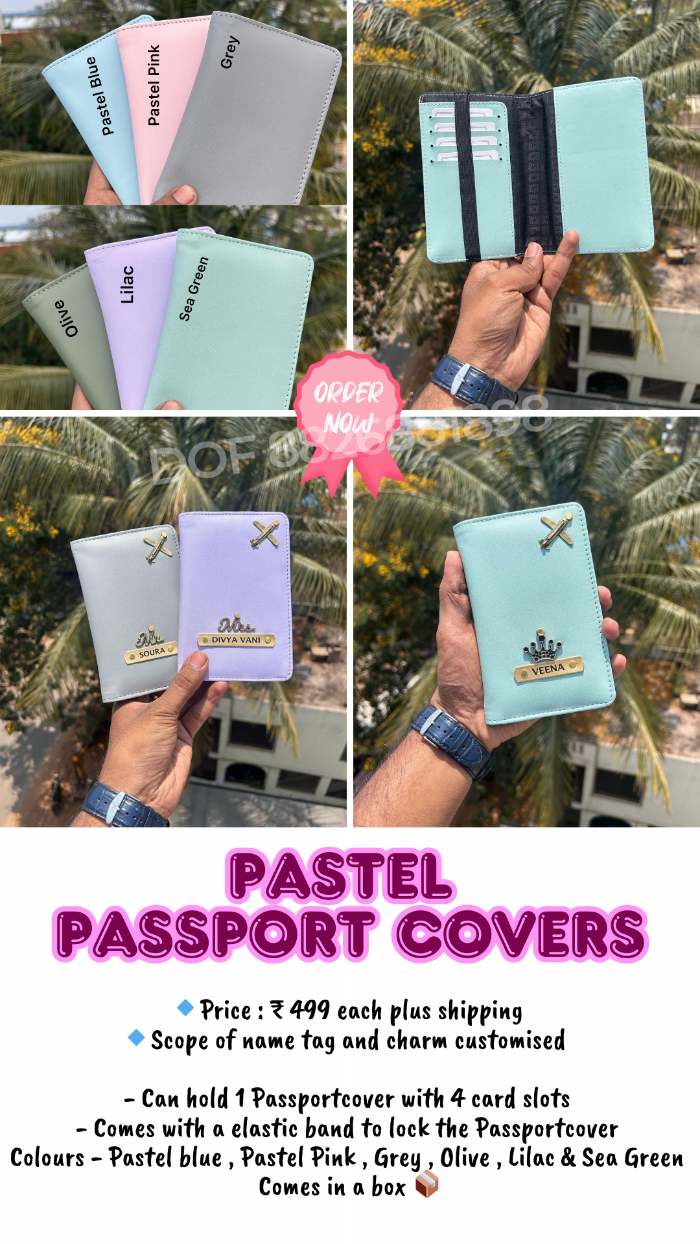 Pastel Blue
Pastel Pink
Grey
Olive
Lilac
Sea Green
ORDER
NOW
DOF
Mr.
SOURA
Mrs.
DIVYA VANI
VEENA
PASTEL
PASSPORT COVERS
🔹Price : ₹ 499 each plus shipping
🔹Scope of name tag and charm customised
- Can hold 1 Passportcover with 4 card slots
- Comes with a elastic band to lock the Passportcover
Colours - Pastel blue , Pastel Pink , Grey , Olive , Lilac & Sea Green
Comes in a box 📦